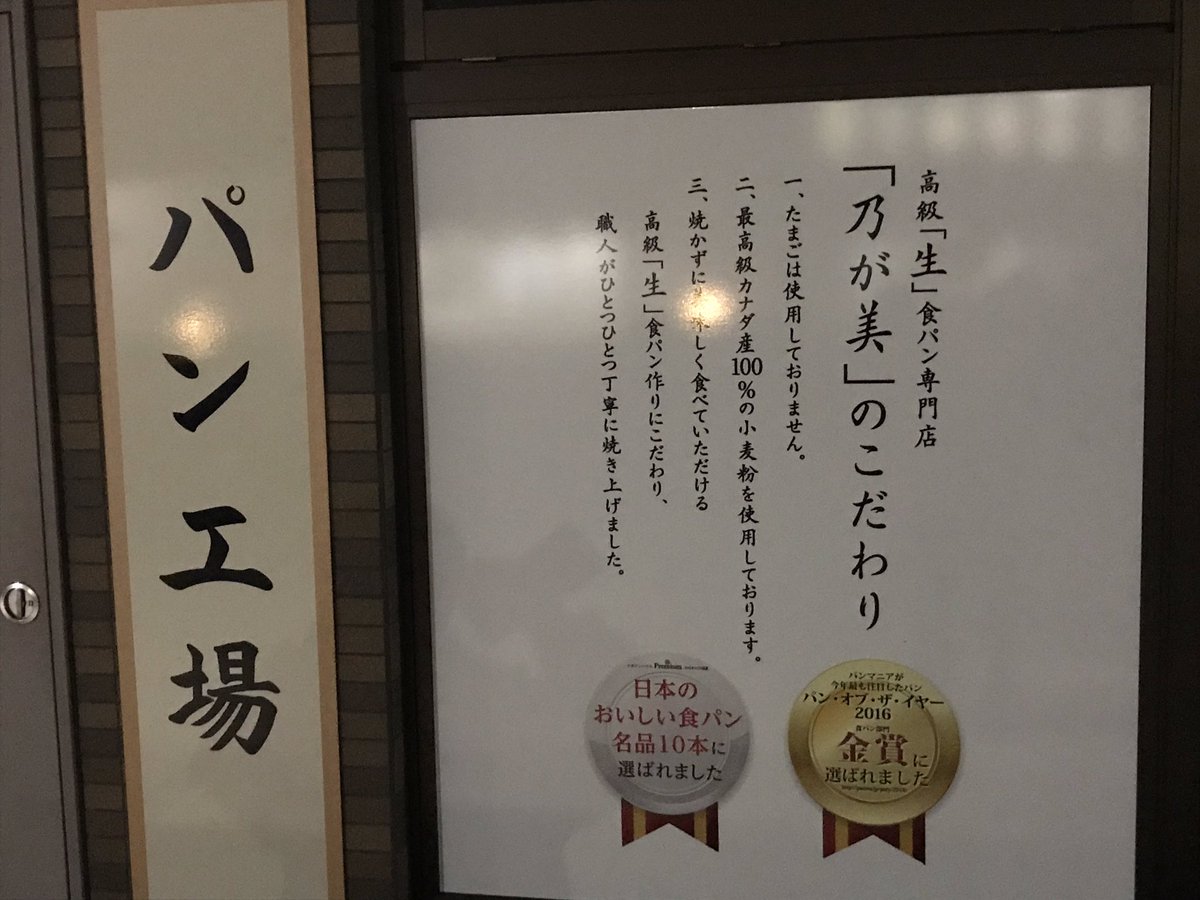 パン工場
高級「生」食パン専門店
「乃が美」のこだわり
一、たまごは使用しておりません。
二、最高級カナダ産100%の小麦粉を使用しております。
三、焼かずに美味しく食べていただける
高級「生」食パン作りにこだわり、
職人がひとつひとつ丁寧に焼き上げました。
Premium
日本の
おいしい食パン
名品10本に
選ばれました
パンマニアが
今年最も注目したパン
パン・オブ・ザ・イヤー
2016
食パン部門
金賞に
選ばれました